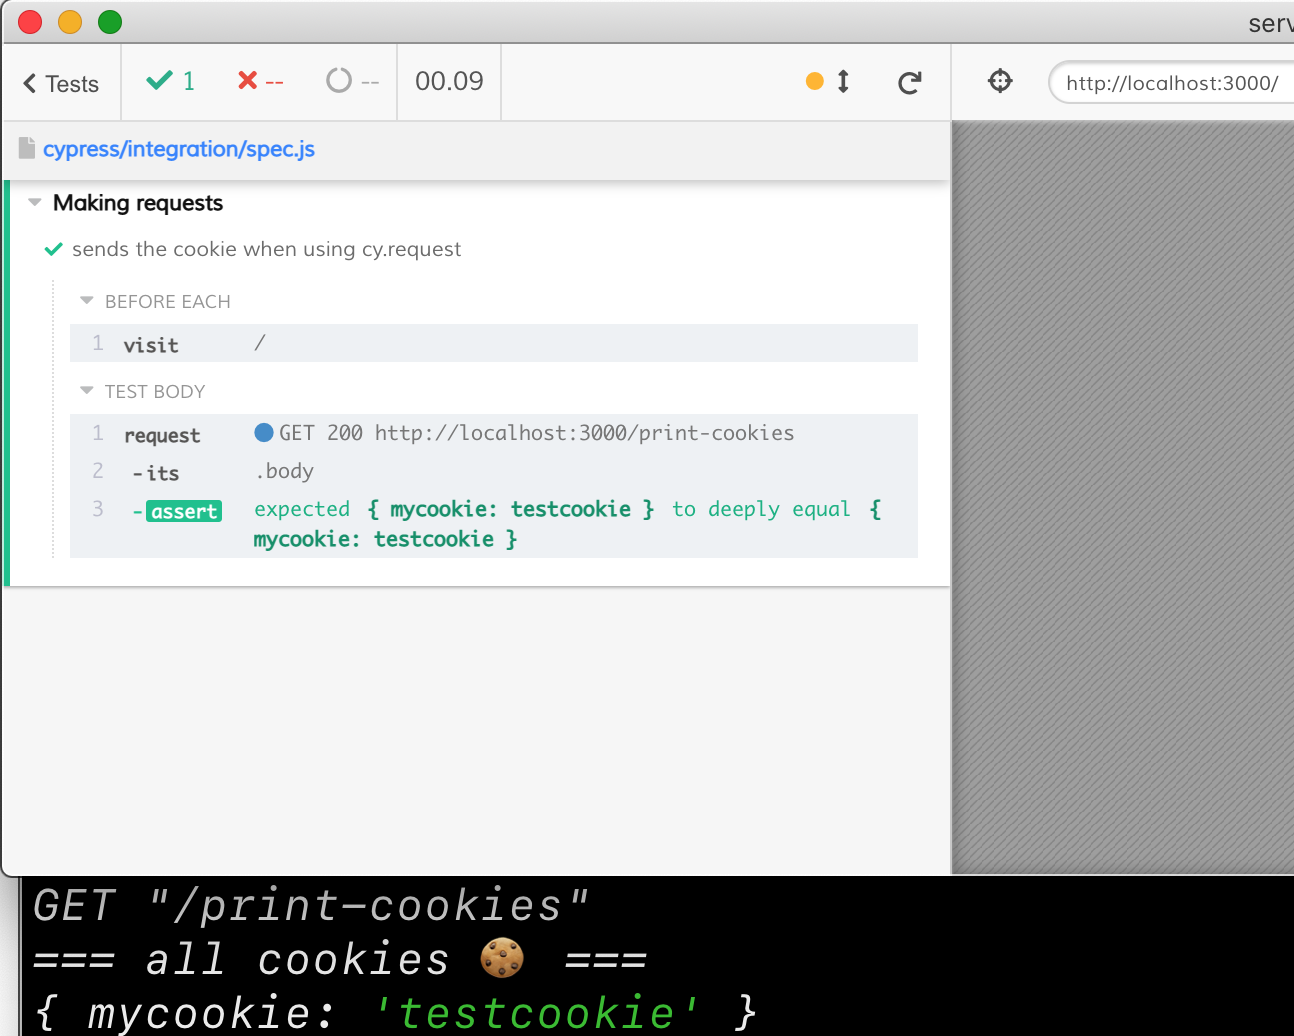 serv
Tests
1
--
--
00.09
http://localhost:3000/
cypress/integration/spec.js
Making requests
sends the cookie when using cy.request
BEFORE EACH
1 visit /
TEST BODY
1 request GET 200 http://localhost:3000/print-cookies
2 -its .body
3 -assert expected { mycookie: testcookie } to deeply equal {
mycookie: testcookie }
GET "/print-cookies"
=== all cookies 🍪 ===
{ mycookie: 'testcookie' }